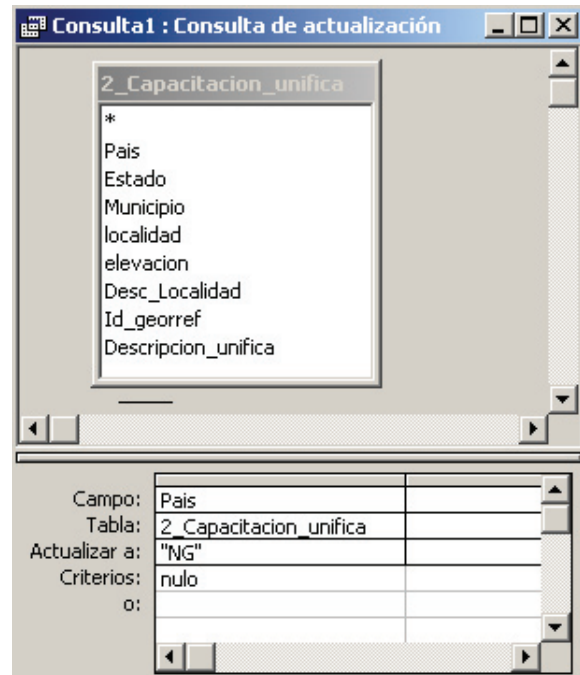 Consulta1 : Consulta de actualización
2_Capacitacion_unifica
*
Pais
Estado
Municipio
localidad
elevacion
Desc_Localidad
Id_georref
Descripcion_unifica
Campo: Pais
Tabla: 2_Capacitacion_unifica
Actualizar a: "NG"
Criterios: nulo
o: